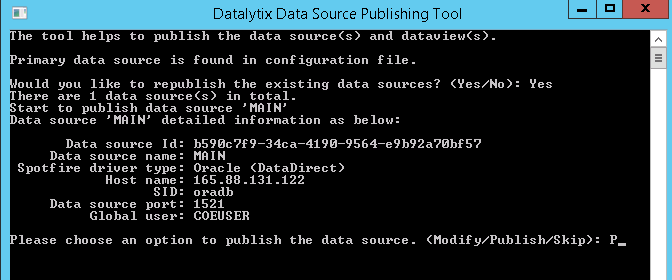 Datalytix Data Source Publishing Tool
The tool helps to publish the data source(s) and dataview(s).
Primary data source is found in configuration file.
Would you like to republish the existing data sources? (Yes/No): Yes
There are 1 data source(s) in total.
Start to publish data source 'MAIN'
Data source 'MAIN' detailed information as below:
Data source Id: b590c7f9-34ca-4190-9564-e9b92a70bf57
Data source name: MAIN
Spotfire driver type: Oracle (DataDirect)
Host name: 165.88.131.122
SID: oradb
Data source port: 1521
Global user: COEUSER
Please choose an option to publish the data source. (Modify/Publish/Skip): P_